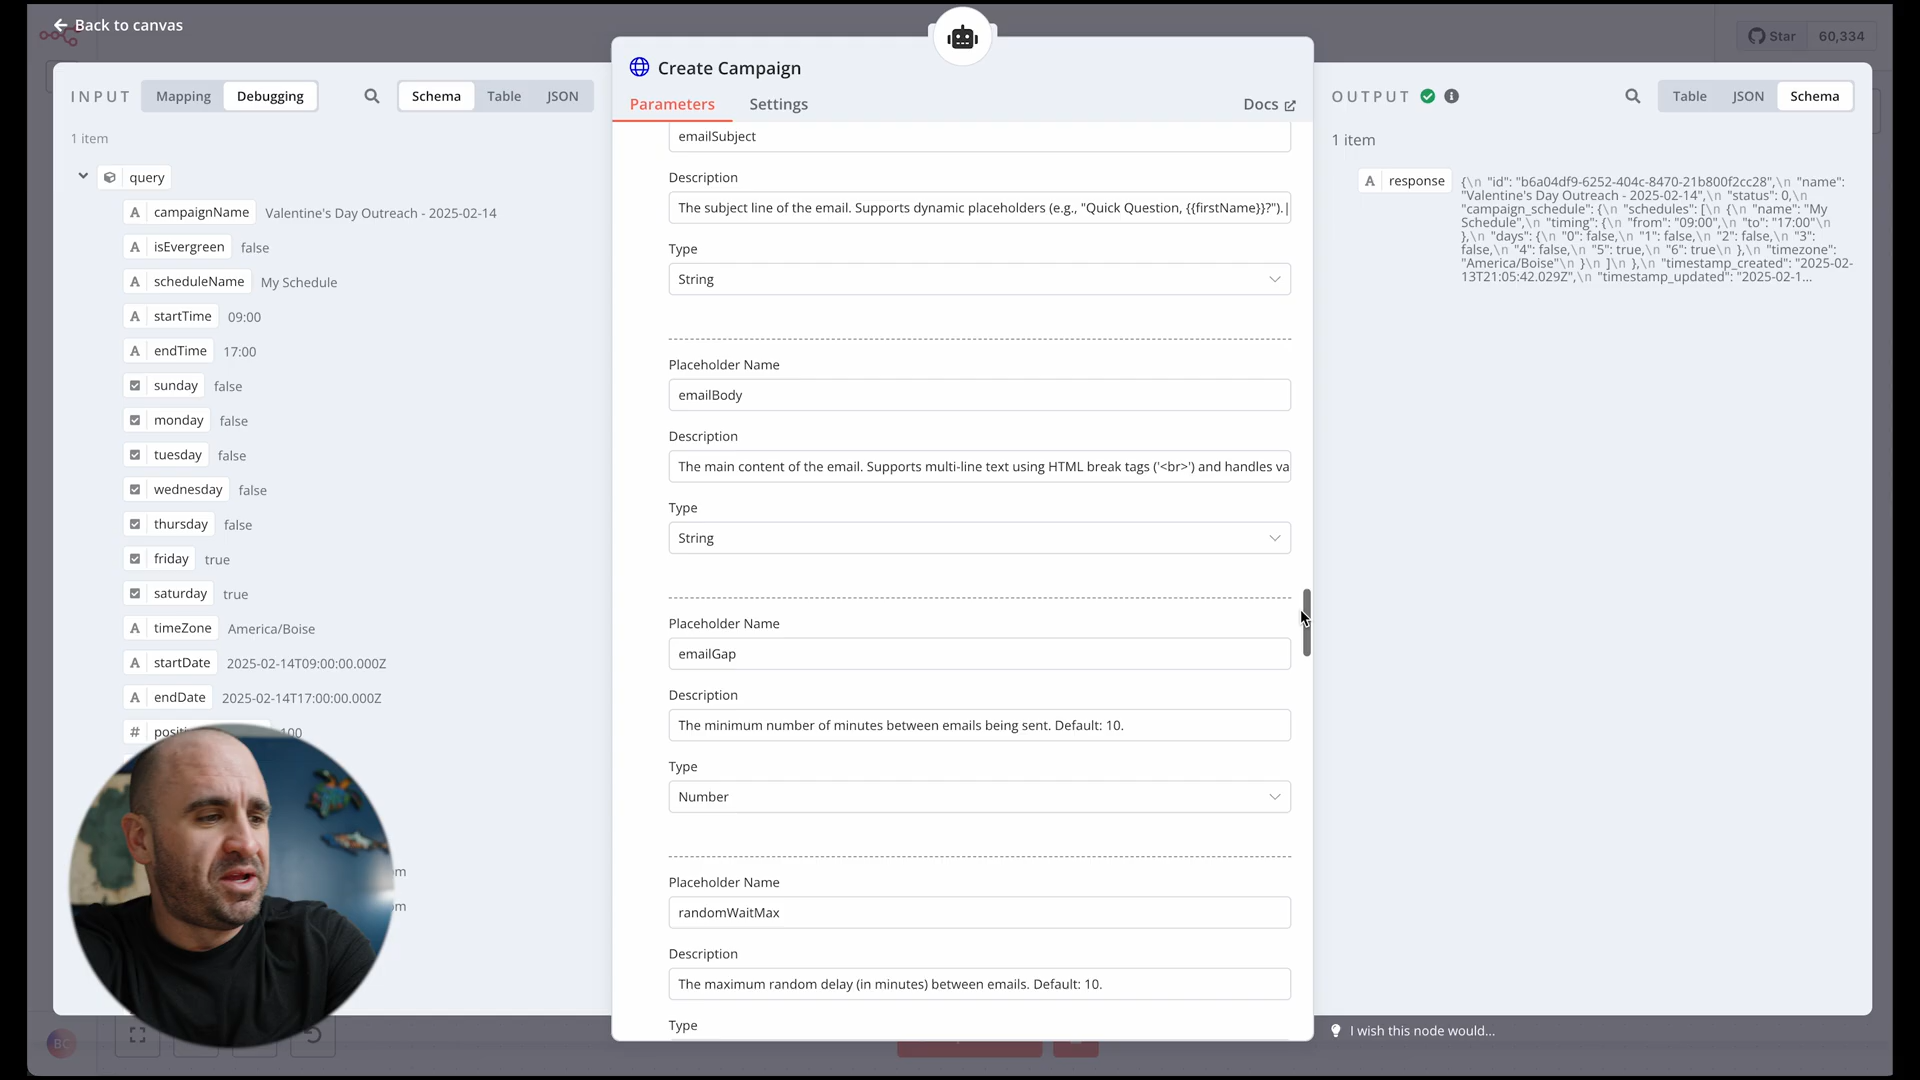 Back to canvas
Star 60,334
INPUT Mapping Debugging Schema Table JSON
1 item
query
campaignName Valentine's Day Outreach - 2025-02-14
isEvergreen false
scheduleName My Schedule
startTime 09:00
endTime 17:00
sunday false
monday false
tuesday false
wednesday false
thursday false
friday true
saturday true
timeZone America/Boise
startDate 2025-02-14T09:00:00.000Z
endDate 2025-02-14T17:00:00.000Z
100
BC
Create Campaign
Parameters Settings Docs
emailSubject
Description
The subject line of the email. Supports dynamic placeholders (e.g., "Quick Question, {{firstName}}?").
Type
String
Placeholder Name
emailBody
Description
The main content of the email. Supports multi-line text using HTML break tags ('<br>') and handles va
Type
String
Placeholder Name
emailGap
Description
The minimum number of minutes between emails being sent. Default: 10.
Type
Number
Placeholder Name
randomWaitMax
Description
The maximum random delay (in minutes) between emails. Default: 10.
Type
OUTPUT Table JSON Schema
1 item
response
{\n "id": "b6a04df9-6252-404c-8470-21b800f2cc28",\n "name":
"Valentine's Day Outreach - 2025-02-14",\n "status": 0,\n
"campaign_schedule": {\n "schedules": [\n {\n "name": "My
Schedule",\n "timing": {\n "from": "09:00",\n "to": "17:00"\n
},\n "days": {\n "0": false,\n "1": false,\n "2": false,\n "3":
false,\n "4": false,\n "5": true,\n "6": true\n },\n "timezone":
"America/Boise"\n }\n ]\n },\n "timestamp_created": "2025-02-
13T21:05:42.029Z",\n "timestamp_updated": "2025-02-1...
I wish this node would...